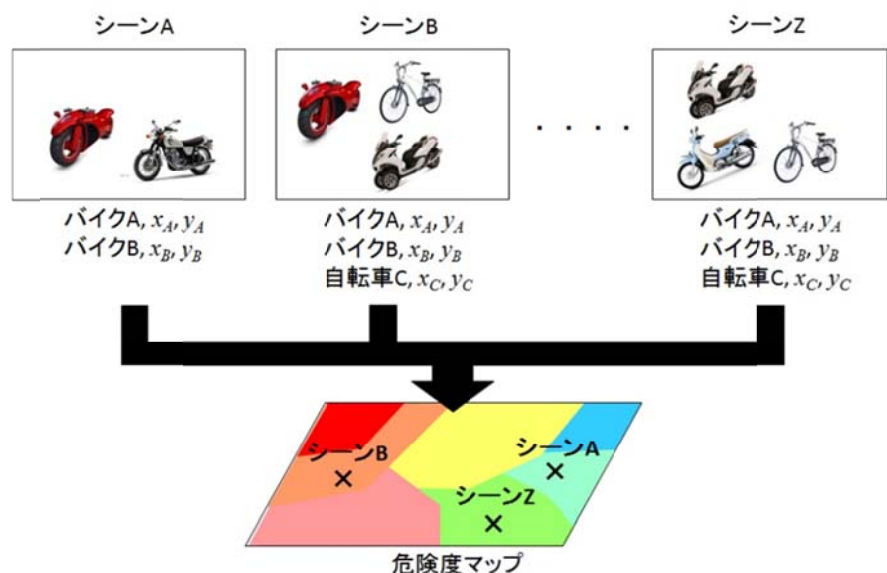 シーンA
シーンB
シーンZ
・・・・
バイクA, x_A, y_A
バイクB, x_B, y_B
バイクA, x_A, y_A
バイクB, x_B, y_B
自転車C, x_C, y_C
バイクA, x_A, y_A
バイクB, x_B, y_B
自転車C, x_C, y_C
シーンB
シーンA
シーンZ
危険度マップ